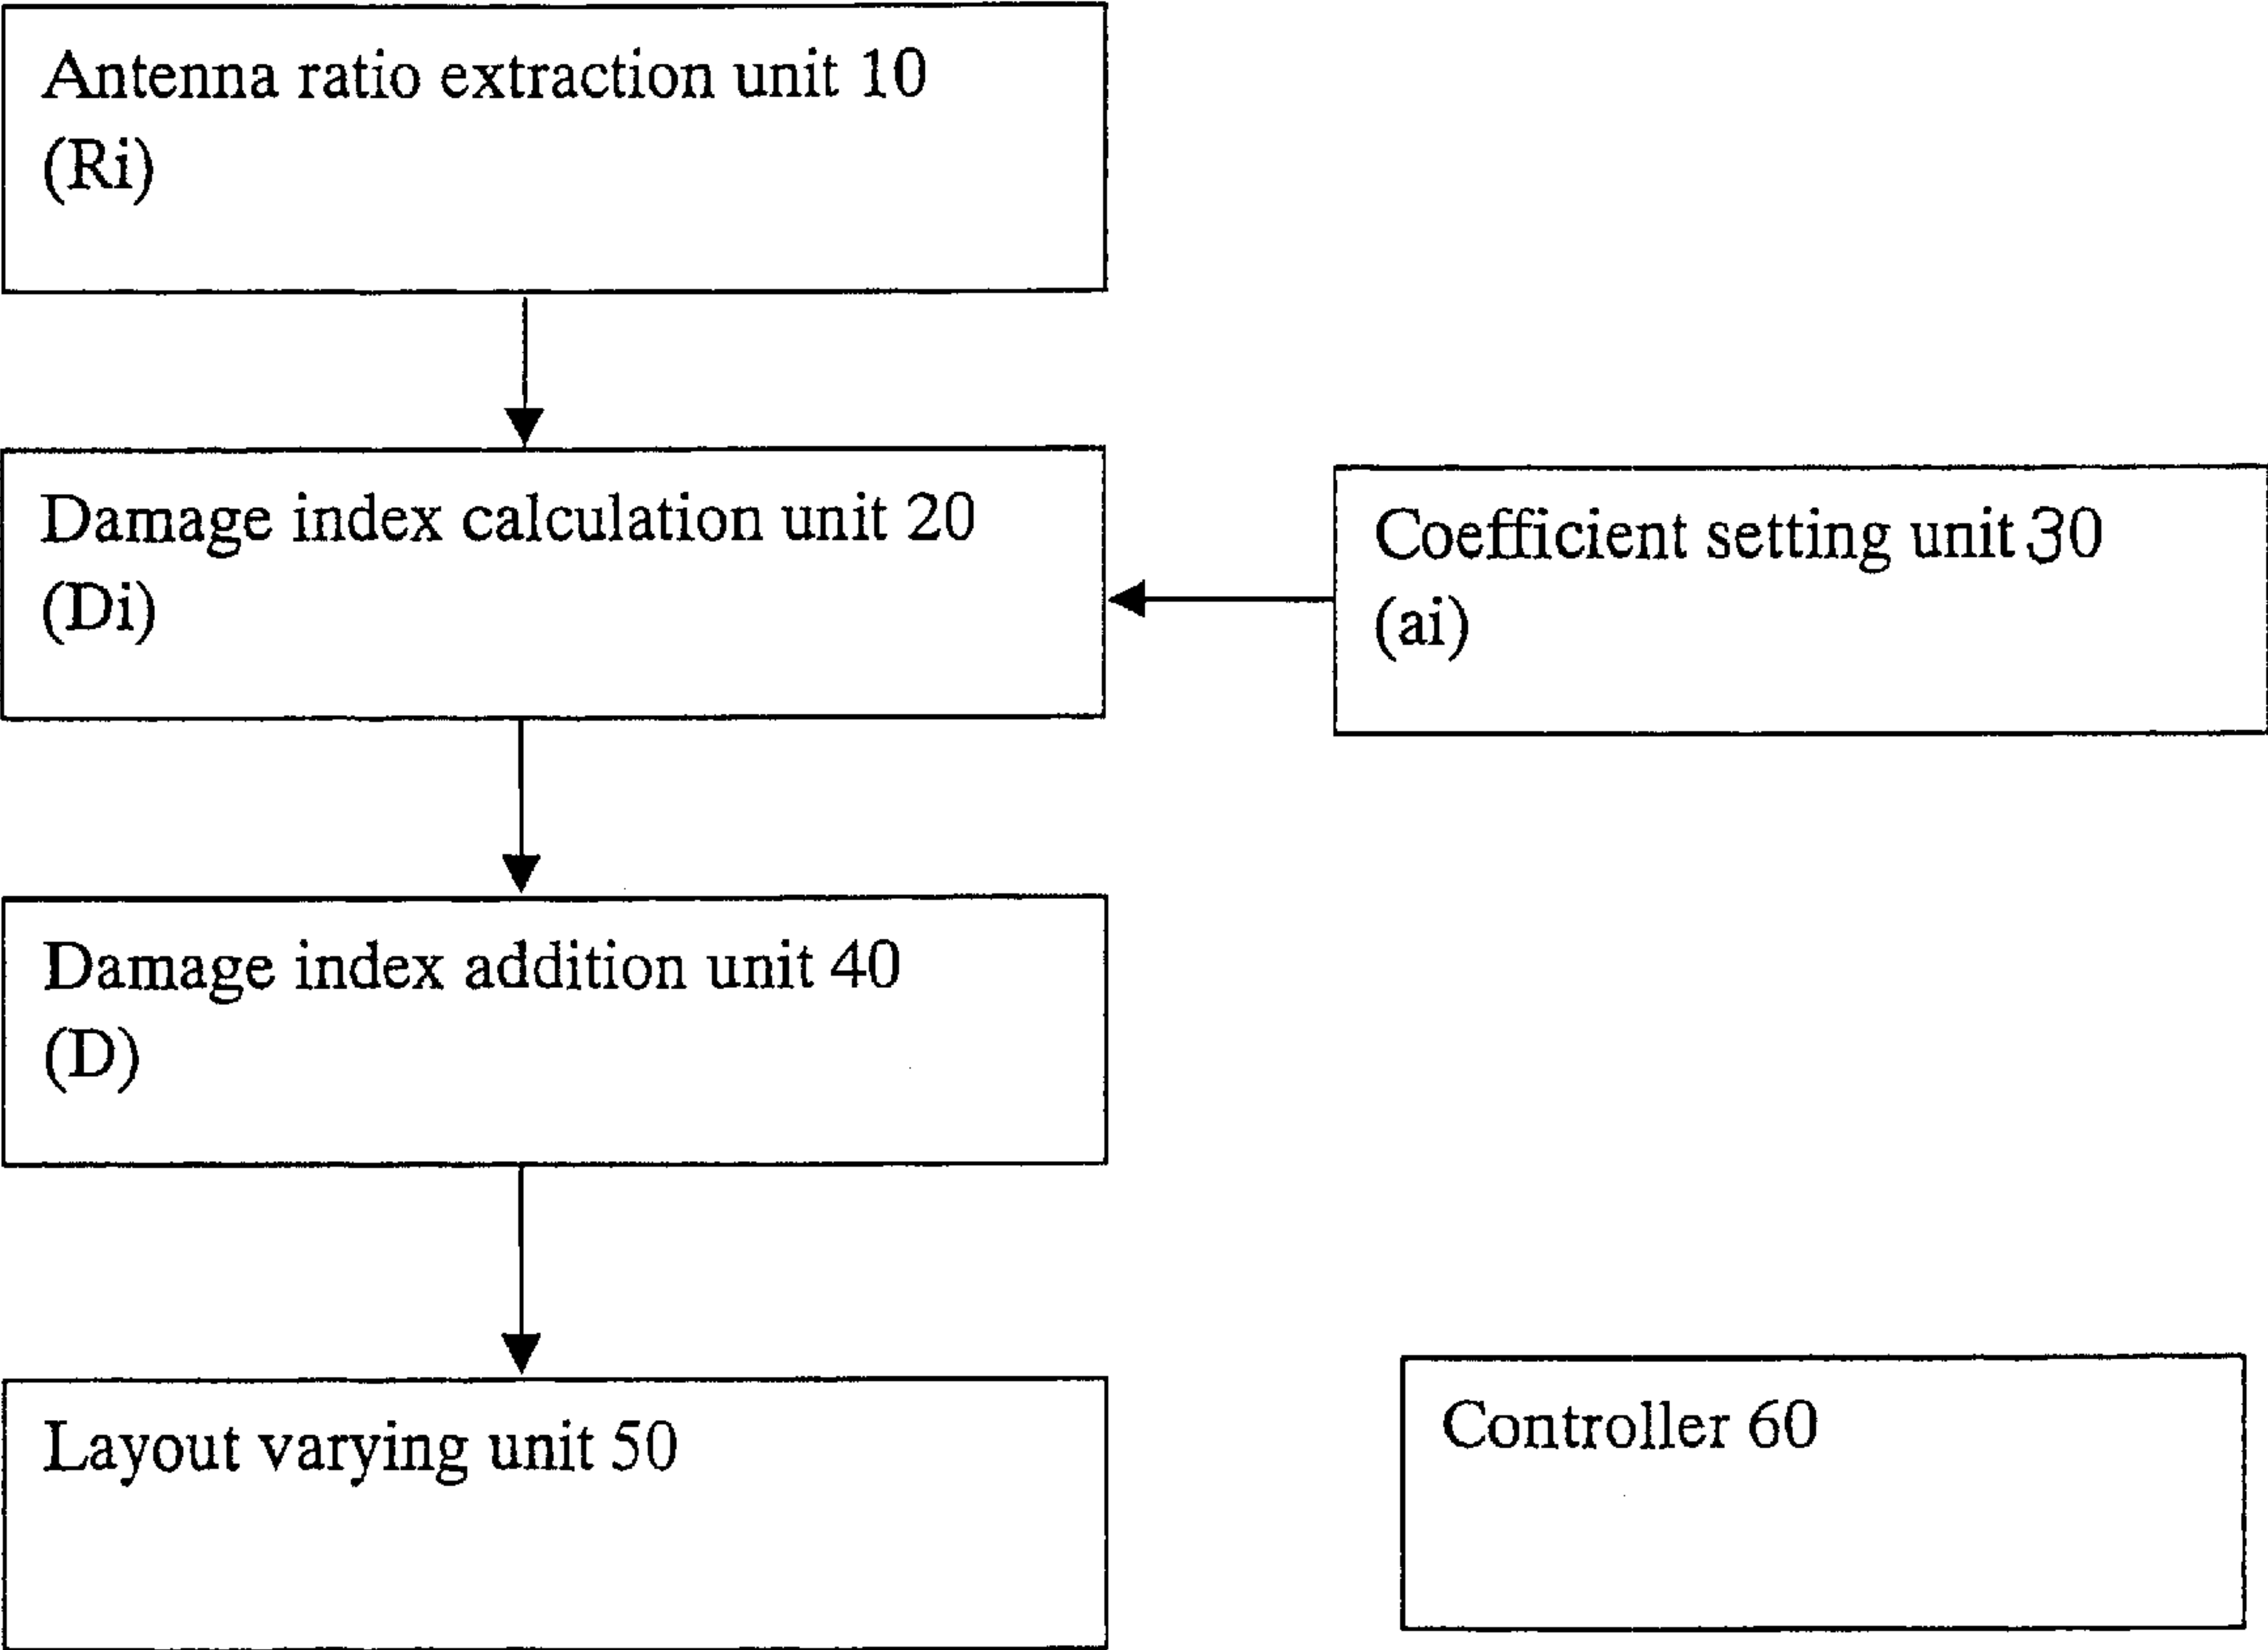 Antenna ratio extraction unit 10
(Ri)
Damage index calculation unit 20
(Di)
Coefficient setting unit 30
(ai)
Damage index addition unit 40
(D)
Layout varying unit 50
Controller 60